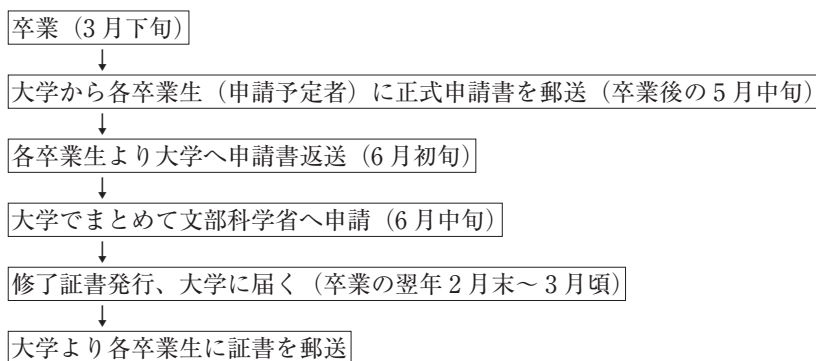 卒業（3月下旬）
大学から各卒業生（申請予定者）に正式申請書を郵送（卒業後の5月中旬）
各卒業生より大学へ申請書返送（6月初旬）
大学でまとめて文部科学省へ申請（6月中旬）
修了証書発行、大学に届く（卒業の翌年2月末～3月頃）
大学より各卒業生に証書を郵送